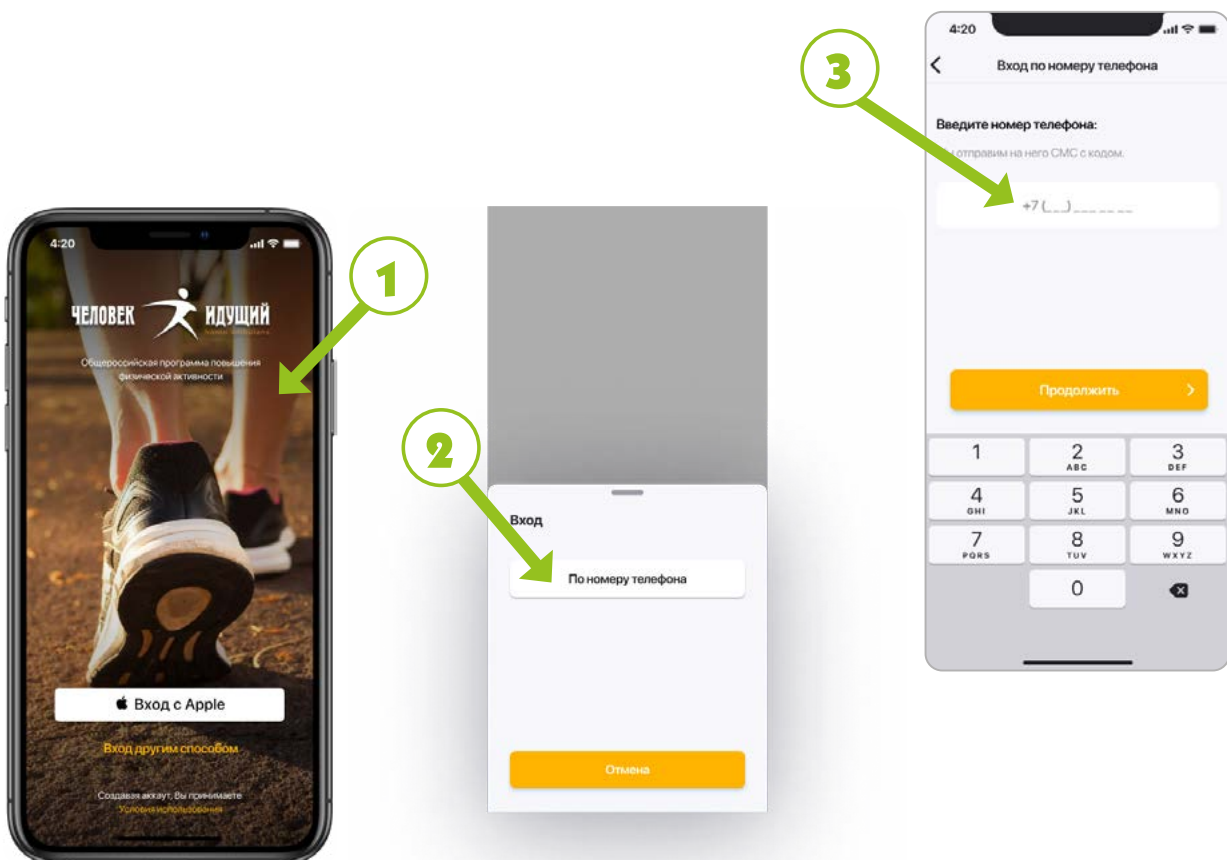 4:20
ЧЕЛОВЕК ИДУЩИЙ
Общероссийская программа повышения
физической активности
Вход с Apple
Вход другим способом
Создавая аккаут, Вы принимаете
Условия использования
1
2
Вход
По номеру телефона
Отмена
3
4:20
Вход по номеру телефона
Введите номер телефона:
отправим на него СМС с кодом.
+7 (_ _ _) _ _ _ _ _ _ _
Продолжить
1
2
ABC
3
DEF
4
GHI
5
JKL
6
MNO
7
PQRS
8
TUV
9
WXYZ
0